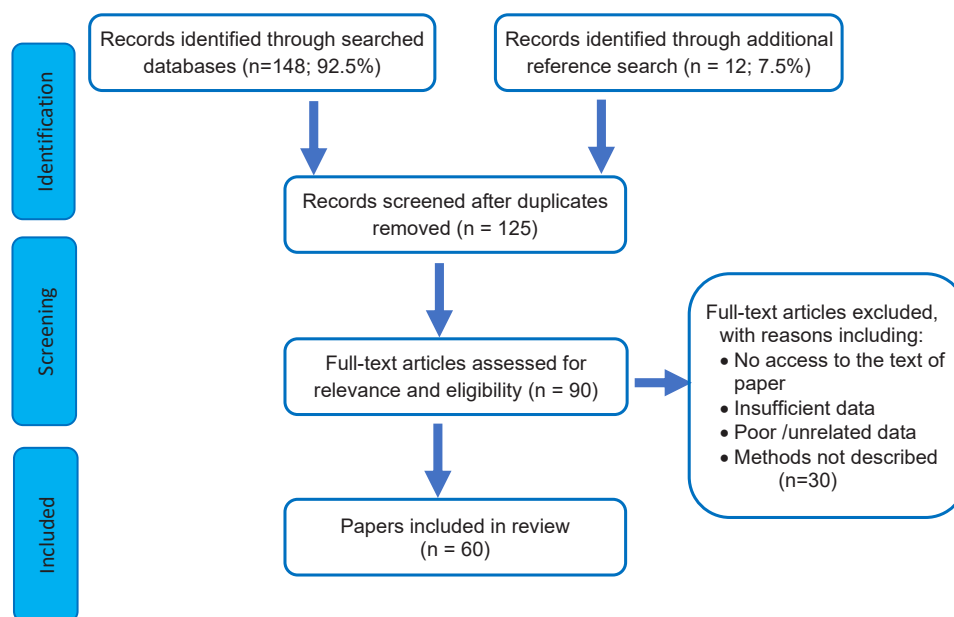 Records identified through searched
databases (n=148; 92.5%)
Records identified through additional
reference search (n = 12; 7.5%)
Identification
Records screened after duplicates
removed (n = 125)
Screening
Full-text articles assessed for
relevance and eligibility (n = 90)
Full-text articles excluded,
with reasons including:
• No access to the text of
paper
• Insufficient data
• Poor /unrelated data
• Methods not described
(n=30)
Included
Papers included in review
(n = 60)